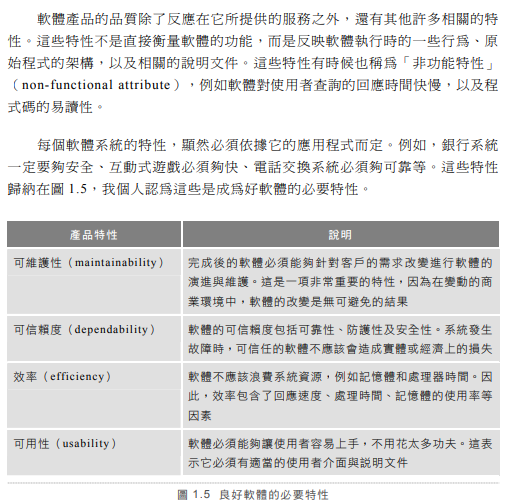 軟體產品的品質除了反應在它所提供的服務之外，還有其他許多相關的特
性。這些特性不是直接衡量軟體的功能，而是反映軟體執行時的一些行為、原
始程式的架構，以及相關的說明文件。這些特性有時候也稱為「非功能特性」
（non-functional attribute），例如軟體對使用者查詢的回應時間快慢，以及程
式碼的易讀性。
每個軟體系統的特性，顯然必須依據它的應用程式而定。例如，銀行系統
一定要夠安全、互動式遊戲必須夠快、電話交換系統必須夠可靠等。這些特性
歸納在圖 1.5，我個人認為這些是成為好軟體的必要特性。
產品特性 說明
可維護性（maintainability） 完成後的軟體必須能夠針對客戶的需求改變進行軟體的
演進與維護。這是一項非常重要的特性，因為在變動的商
業環境中，軟體的改變是無可避免的結果
可信賴度（dependability） 軟體的可信賴度包括可靠性、防護性及安全性。系統發生
故障時，可信任的軟體不應該會造成實體或經濟上的損失
效率（efficiency） 軟體不應該浪費系統資源，例如記憶體和處理器時間。因
此，效率包含了回應速度、處理時間、記憶體的使用率等
因素
可用性（usability） 軟體必須能夠讓使用者容易上手，不用花太多功夫。這表
示它必須有適當的使用者介面與說明文件
圖 1.5 良好軟體的必要特性